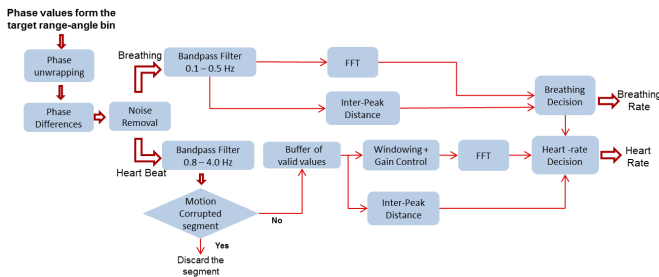 Phase values form the
target range-angle bin
Phase
unwrapping
Phase
Differences
Noise
Removal
Breathing
Bandpass Filter
0.1 – 0.5 Hz
FFT
Inter-Peak
Distance
Breathing
Decision
Breathing
Rate
Heart Beat
Bandpass Filter
0.8 – 4.0 Hz
Buffer of
valid values
Windowing +
Gain Control
FFT
Heart -rate
Decision
Heart
Rate
Inter-Peak
Distance
Motion
Corrupted
segment
No
Yes
Discard the
segment